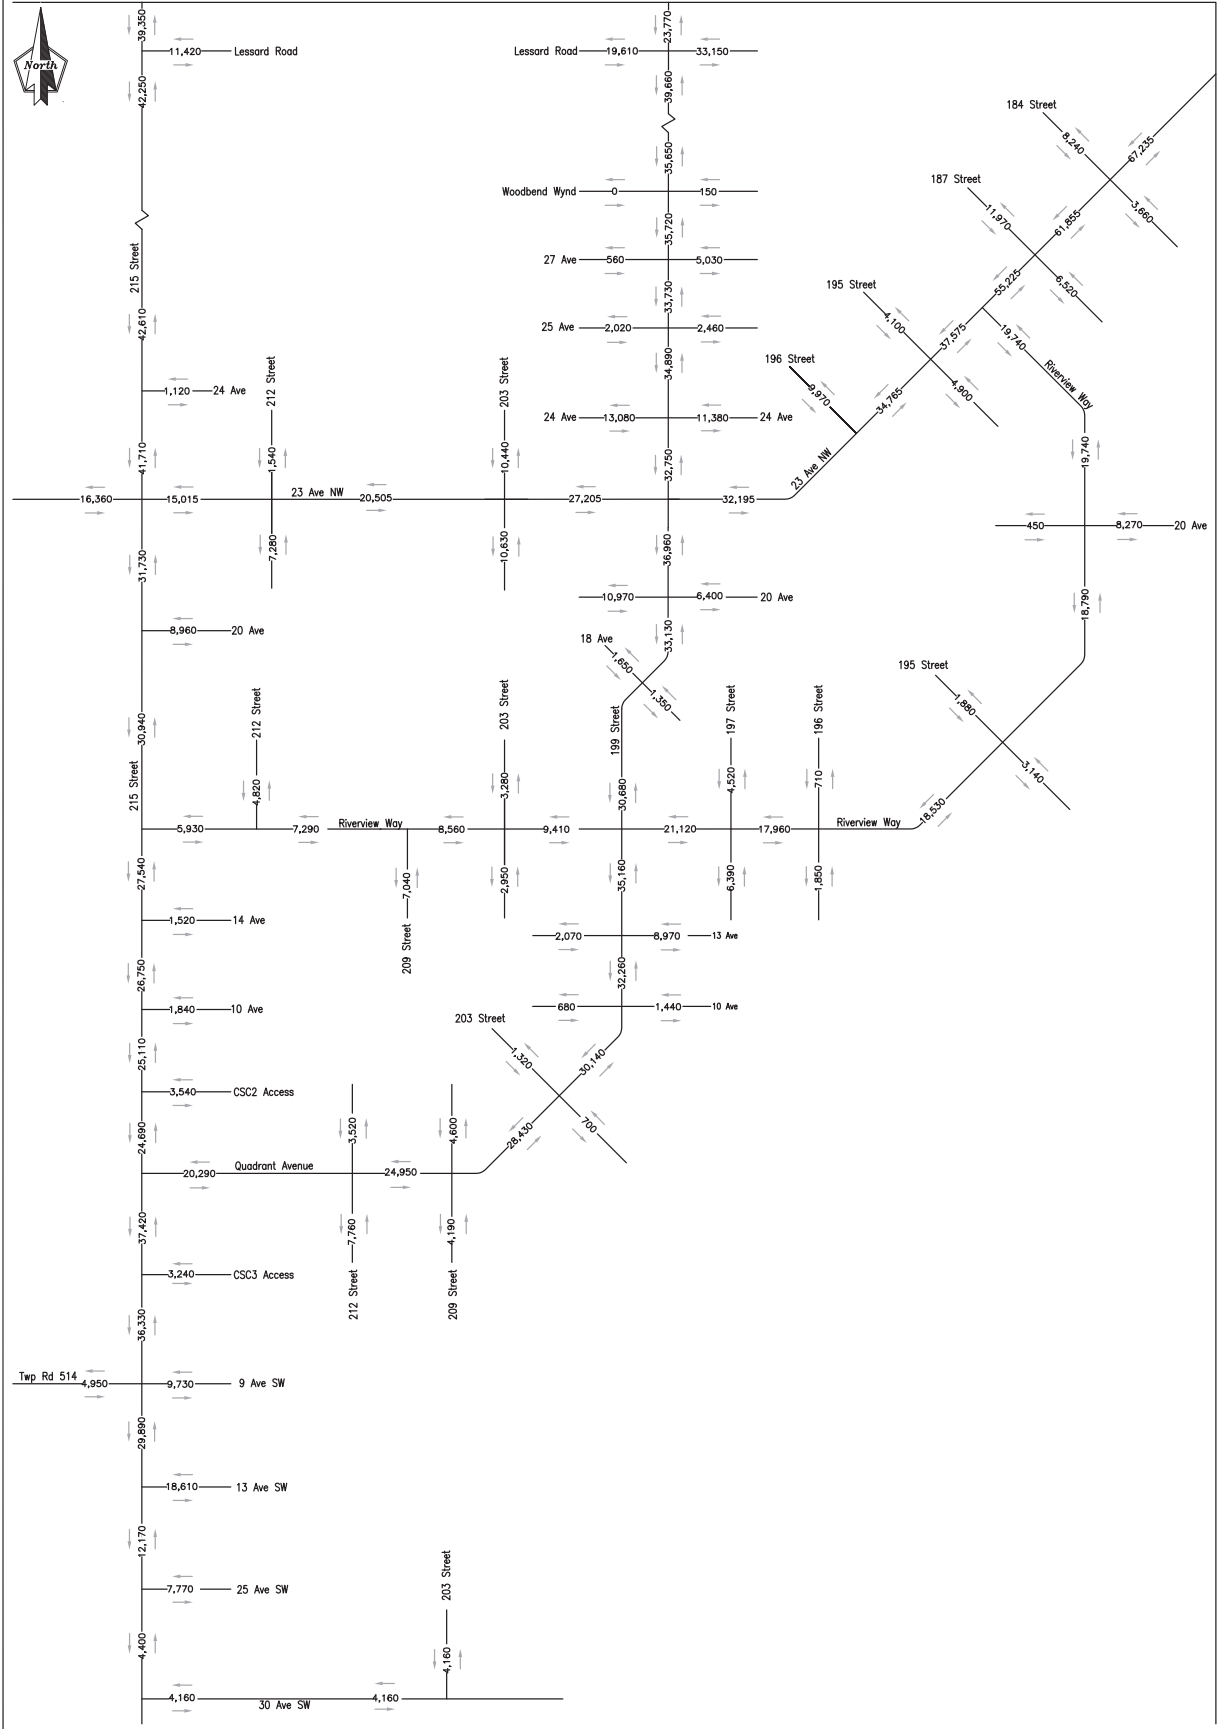 39,350
23,770
11,420 Lessard Road
Lessard Road 19,610 33,150
North
42,250
39,660
184 Street
8,240
67,235
35,650
187 Street
Woodbend Wynd 0 150
11,970
3,660
61,855
35,720
215 Street
27 Ave 560 5,030
55,225
6,520
195 Street
33,730
42,610
25 Ave 2,020 2,460
4,100
37,575
19,740
196 Street
34,890
Riverview Way
1,120 24 Ave
212 Street
203 Street
9,970
34,765
4,900
24 Ave 13,080 11,380 24 Ave
41,710
1,540
10,440
32,750
23 Ave NW
19,740
16,360 15,015 23 Ave NW 20,505 27,205 32,195
450 8,270 20 Ave
31,730
7,280
10,630
36,960
10,970 6,400 20 Ave
18,790
8,960 20 Ave
18 Ave
33,130
1,650
1,350
195 Street
1,880
30,940
212 Street
203 Street
199 Street
197 Street
196 Street
3,140
215 Street
4,820
3,280
30,680
4,520
710
18,530
5,930 7,290 Riverview Way 8,560 9,410 21,120 17,960 Riverview Way
27,540
7,040
2,950
35,160
6,390
1,850
1,520 14 Ave
209 Street
2,070 8,970 13 Ave
26,750
32,260
1,840 10 Ave
680 1,440 10 Ave
203 Street
25,110
1,320
30,140
3,540 CSC2 Access
24,690
3,520
4,600
28,430
700
20,290 Quadrant Avenue 24,950
37,420
7,760
4,190
3,240 CSC3 Access
212 Street
209 Street
36,330
Twp Rd 514 4,950 9,730 9 Ave SW
29,890
18,610 13 Ave SW
12,170
203 Street
7,770 25 Ave SW
4,400
4,160
4,160 30 Ave SW 4,160